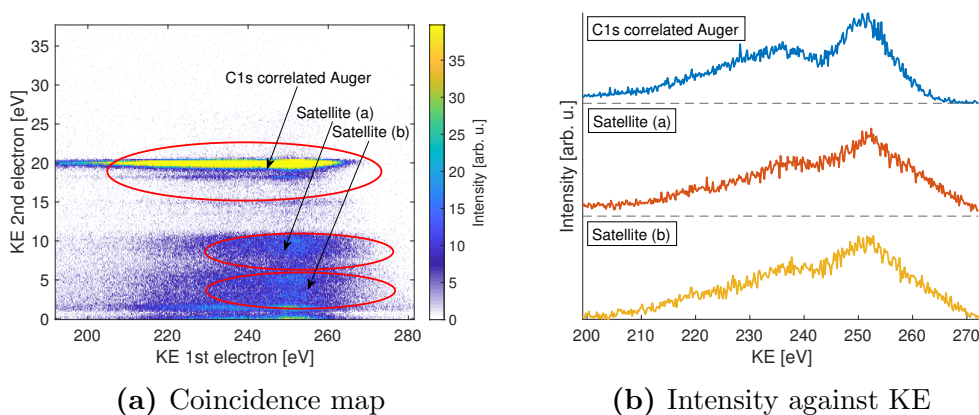 35
30
25
20
15
10
5
0
KE 2nd electron [eV]
200 220 240 260 280
KE 1st electron [eV]
C1s correlated Auger
Satellite (a)
Satellite (b)
35
30
25
20
15
10
5
0
Intensity [arb. u.]
(a) Coincidence map
C1s correlated Auger
Satellite (a)
Satellite (b)
Intensity [arb. u.]
200 210 220 230 240 250 260 270
KE [eV]
(b) Intensity against KE